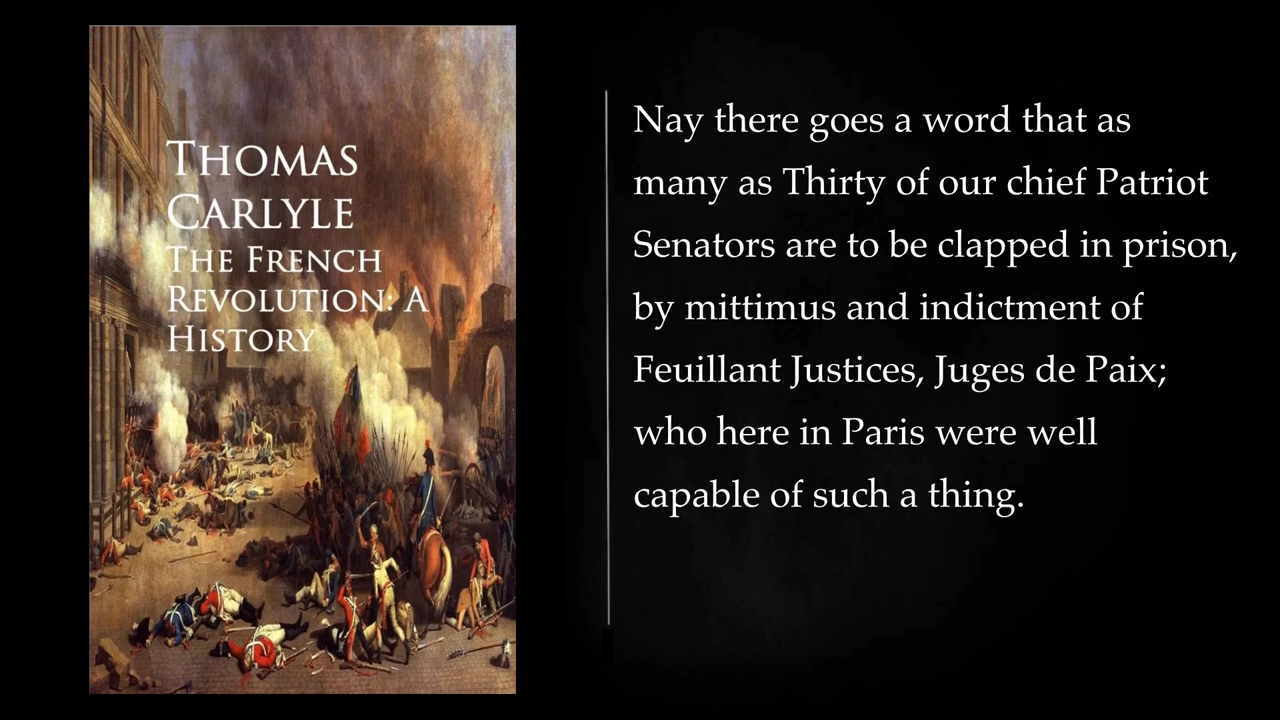 THOMAS
CARLYLE
THE FRENCH
REVOLUTION: A
HISTORY
Nay there goes a word that as
many as Thirty of our chief Patriot
Senators are to be clapped in prison,
by mittimus and indictment of
Feuillant Justices, Juges de Paix;
who here in Paris were well
capable of such a thing.